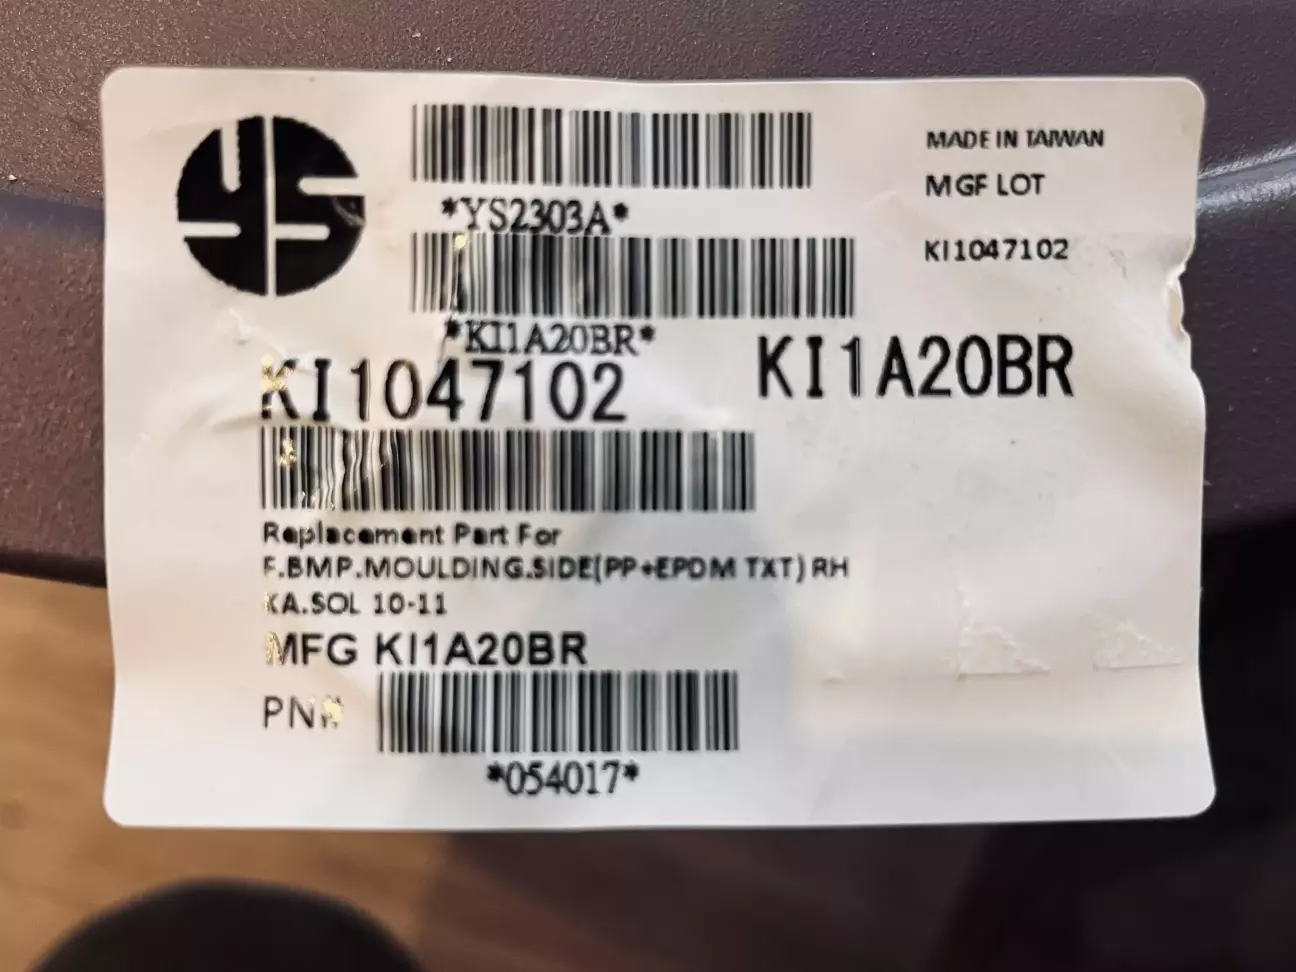 YS
*YS2303A*
MADE IN TAIWAN
MGF LOT
KI1047102
*KI1A20BR*
KI1047102
KI1A20BR
Replacement Part For
F.BMP.MOULDING.SIDE(PP+EPDM TXT) RH
KA.SOL 10-11
MFG KI1A20BR
PN#
*054017*